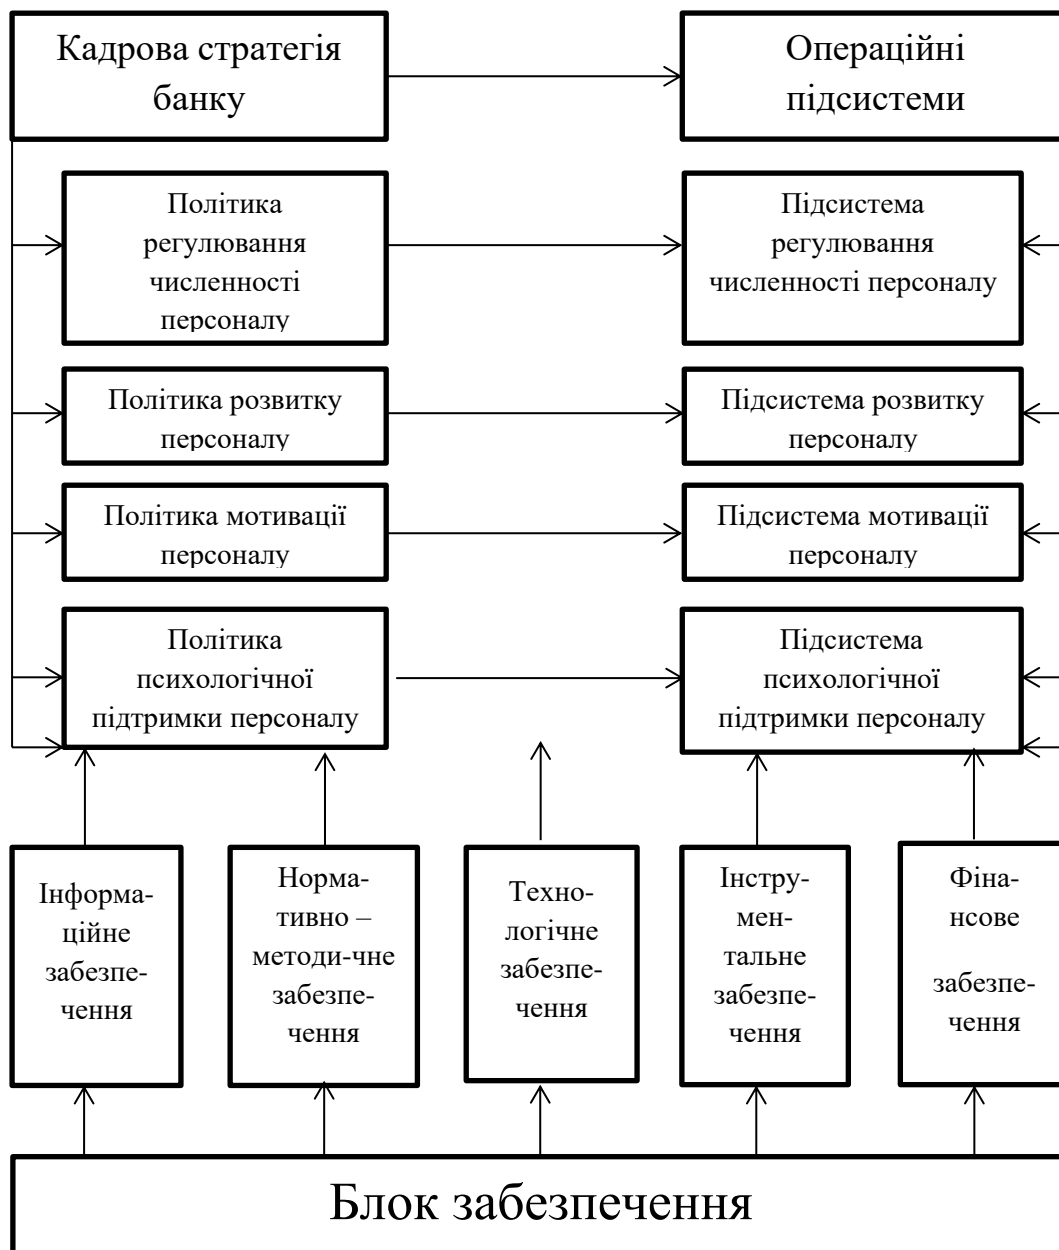 Кадрова стратегія
банку
Операційні
підсистеми
Політика
регулювання
численності
персоналу
Підсистема
регулювання
численності персоналу
Політика розвитку
персоналу
Підсистема розвитку
персоналу
Політика мотивації
персоналу
Підсистема мотивації
персоналу
Політика
психологічної
підтримки персоналу
Підсистема
психологічної
підтримки персоналу
Інформа-
ційне
забезпе-
чення
Норма-
тивно –
методи-чне
забезпе-
чення
Техно-
логічне
забезпе-
чення
Інстру-
мен-
тальне
забезпе-
чення
Фіна-
нсове
забезпе-
чення
Блок забезпечення